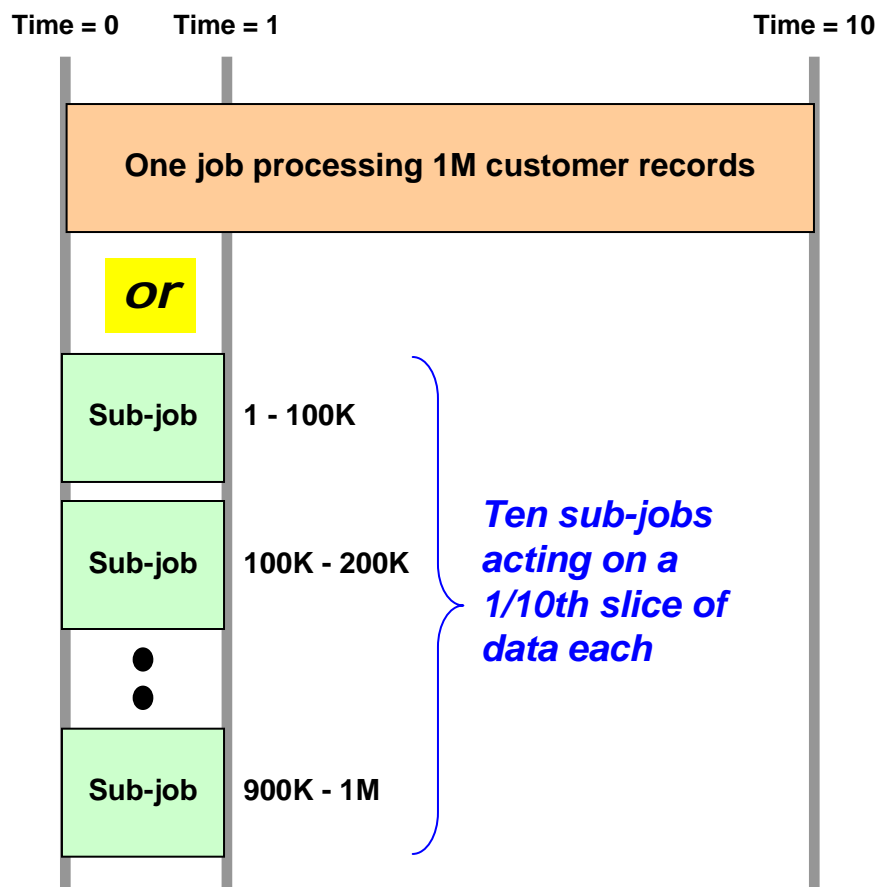 Time = 0 Time = 1 Time = 10
One job processing 1M customer records
or
Sub-job 1 - 100K
Sub-job 100K - 200K
Ten sub-jobs
acting on a
1/10th slice of
data each
Sub-job 900K - 1M